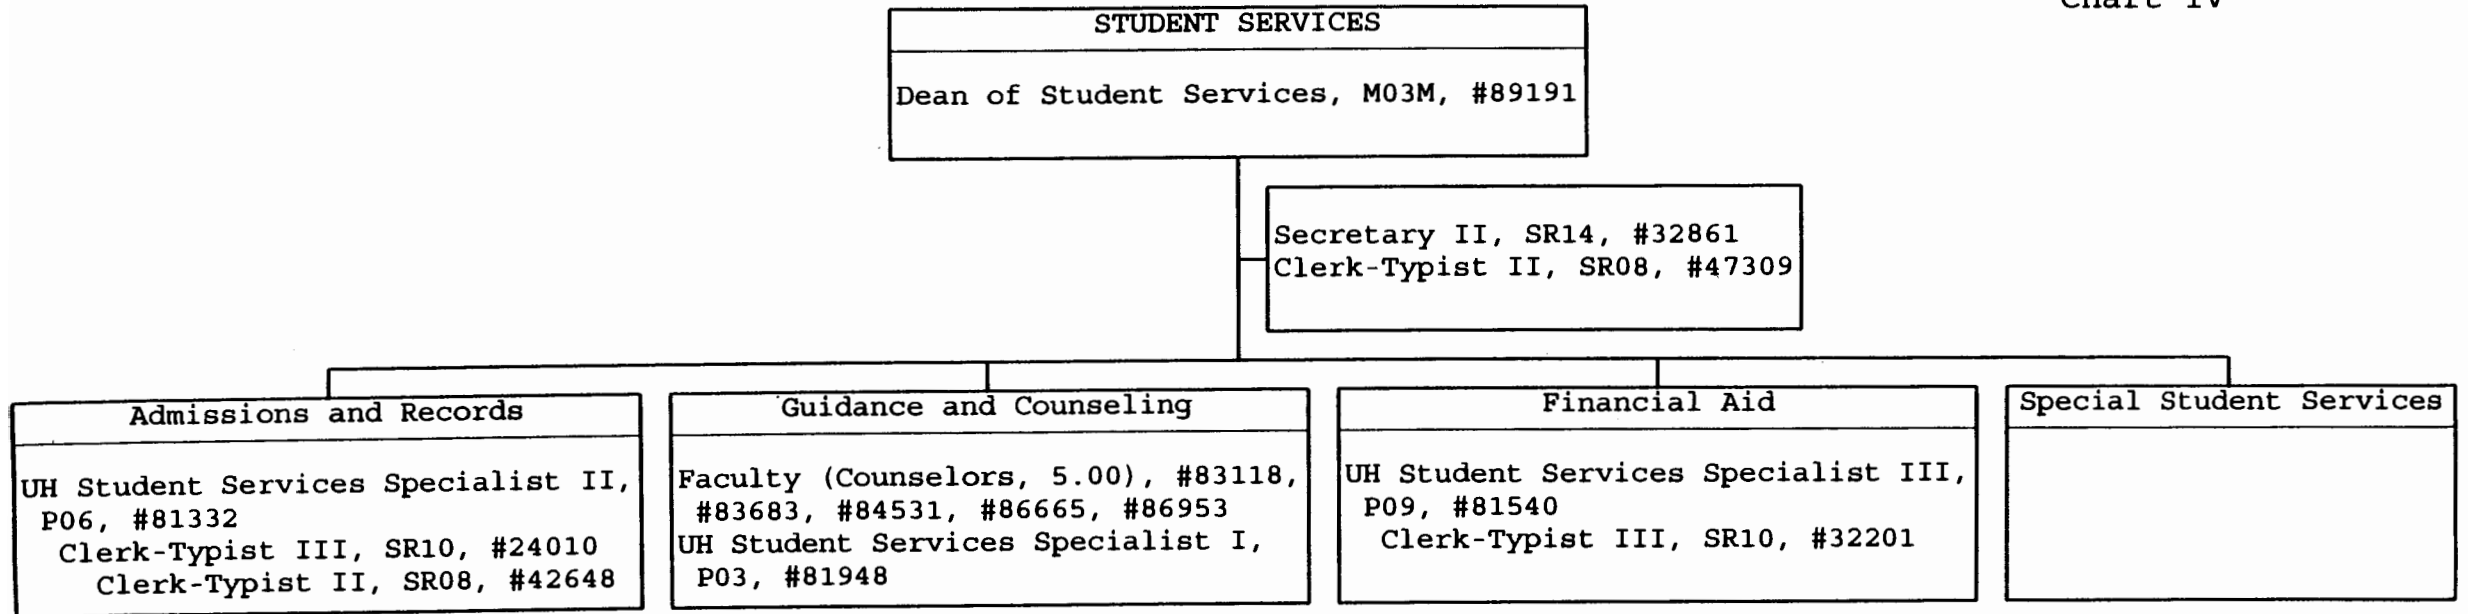 Chart IV
STUDENT SERVICES
Dean of Student Services, M03M, #89191
Secretary II, SR14, #32861
Clerk-Typist II, SR08, #47309
Admissions and Records
UH Student Services Specialist II,
P06, #81332
Clerk-Typist III, SR10, #24010
Clerk-Typist II, SR08, #42648
Guidance and Counseling
Faculty (Counselors, 5.00), #83118,
#83683, #84531, #86665, #86953
UH Student Services Specialist I,
P03, #81948
Financial Aid
UH Student Services Specialist III,
P09, #81540
Clerk-Typist III, SR10, #32201
Special Student Services